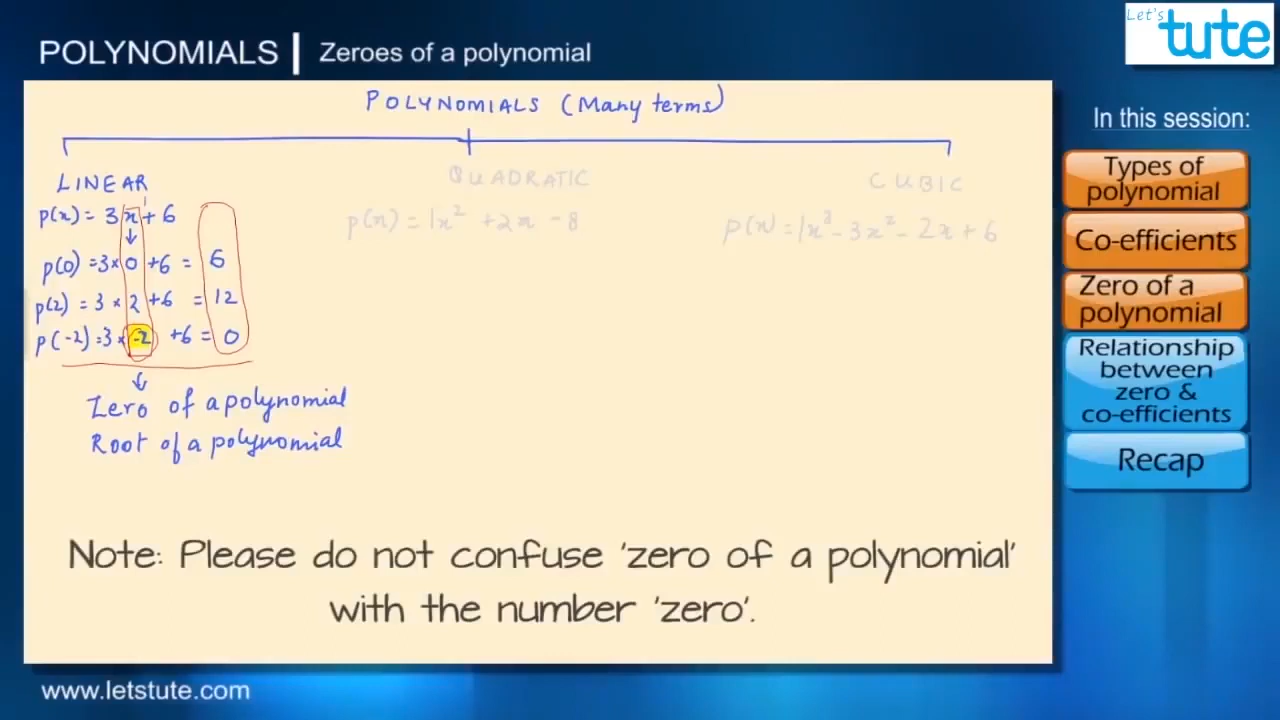 Let's
tute
POLYNOMIALS | Zeroes of a polynomial
POLYNOMIALS (Many terms)
LINEAR
p(x) = 3x¹ + 6
p(0) = 3 × 0 + 6 = 6
p(2) = 3 × 2 + 6 = 12
p(-2) = 3 × -2 + 6 = 0
Zero of a polynomial
Root of a polynomial
QUADRATIC
p(x) = 1x² + 2x - 8
CUBIC
p(x) = 1x³ - 3x² - 2x + 6
Note: Please do not confuse 'zero of a polynomial'
with the number 'zero'.
In this session:
Types of
polynomial
Co-efficients
Zero of a
polynomial
Relationship
between
zero &
co-efficients
Recap
www.letstute.com